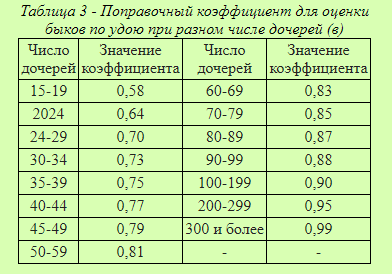 Таблица 3 - Поправочный коэффициент для оценки
быков по удою при разном числе дочерей (в)
Число дочерей Значение коэффициента Число дочерей Значение коэффициента
15-19 0,58 60-69 0,83
2024 0,64 70-79 0,85
24-29 0,70 80-89 0,87
30-34 0,73 90-99 0,88
35-39 0,75 100-199 0,90
40-44 0,77 200-299 0,95
45-49 0,79 300 и более 0,99
50-59 0,81 - -